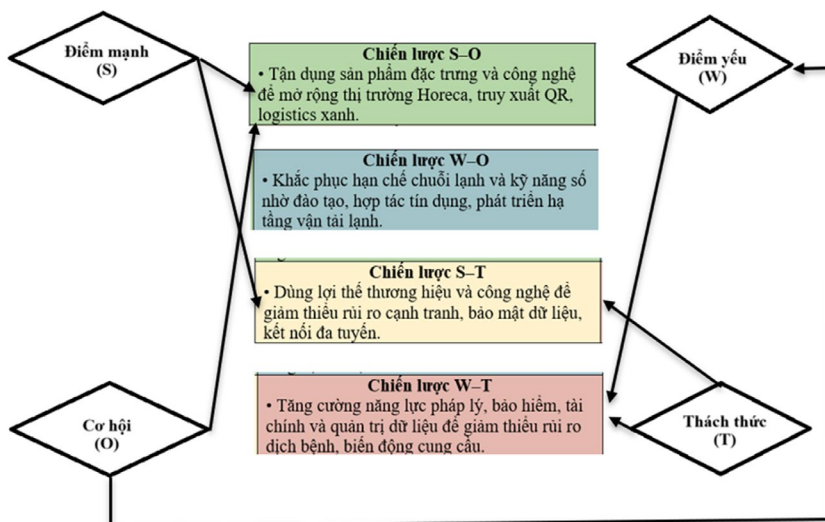 Điểm mạnh
(S)
Chiến lược S–O
• Tận dụng sản phẩm đặc trưng và công nghệ
để mở rộng thị trường Horeca, truy xuất QR,
logistics xanh.
Điểm yếu
(W)
Chiến lược W–O
• Khắc phục hạn chế chuỗi lạnh và kỹ năng số
nhờ đào tạo, hợp tác tín dụng, phát triển hạ
tầng vận tải lạnh.
Chiến lược S–T
• Dùng lợi thế thương hiệu và công nghệ để
giảm thiểu rủi ro cạnh tranh, bảo mật dữ liệu,
kết nối đa tuyến.
Chiến lược W–T
• Tăng cường năng lực pháp lý, bảo hiểm, tài
chính và quản trị dữ liệu để giảm thiểu rủi ro
dịch bệnh, biến động cung cầu.
Cơ hội
(O)
Thách thức
(T)